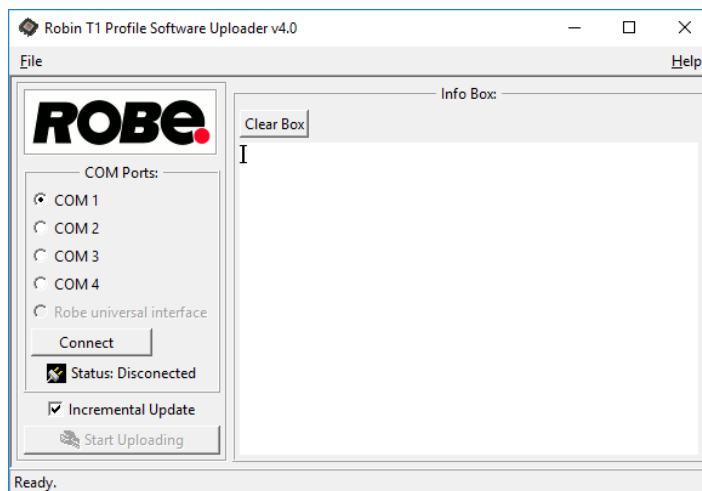 Robin T1 Profile Software Uploader v4.0
File
Help
ROBe.
COM Ports:
COM 1
COM 2
COM 3
COM 4
Robe universal interface
Connect
Status: Disconected
Incremental Update
Start Uploading
Info Box:
Clear Box
Ready.